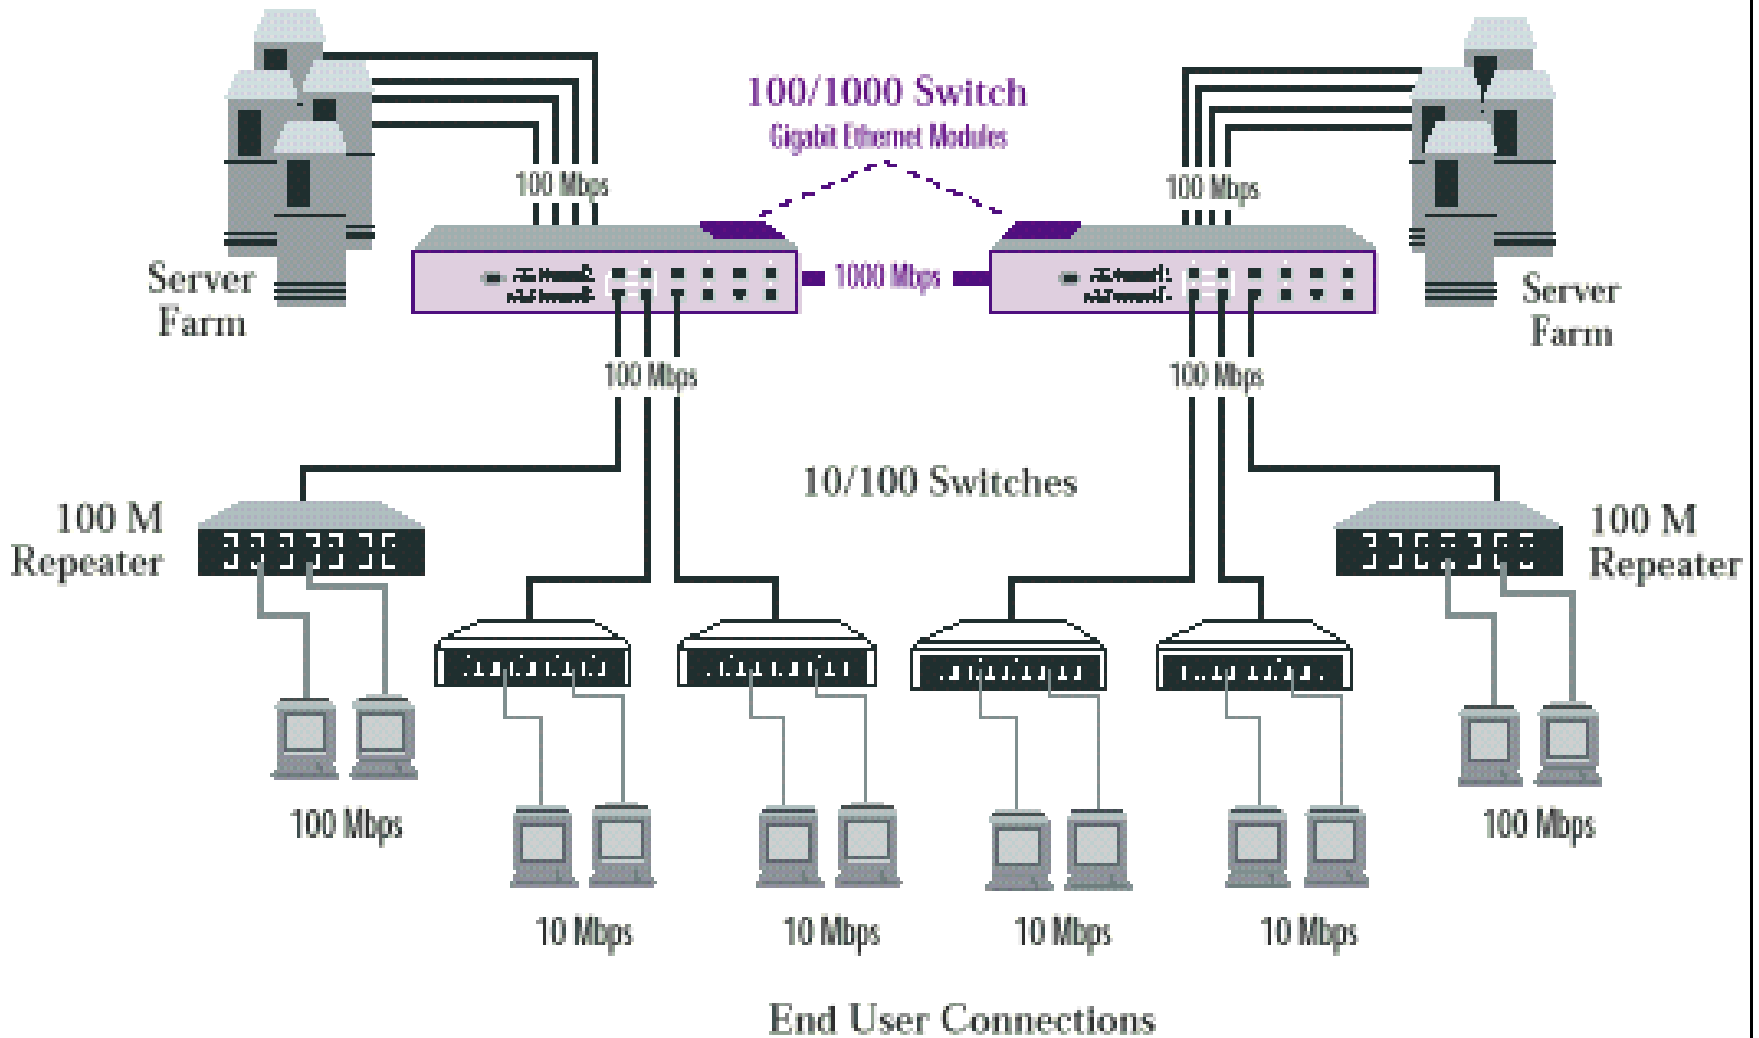 100/1000 Switch
Gigabit Ethernet Modules
100 Mbps
100 Mbps
Server
Farm
1000 Mbps
Server
Farm
100 Mbps
100 Mbps
10/100 Switches
100 M
Repeater
100 M
Repeater
100 Mbps
100 Mbps
10 Mbps
10 Mbps
10 Mbps
10 Mbps
End User Connections